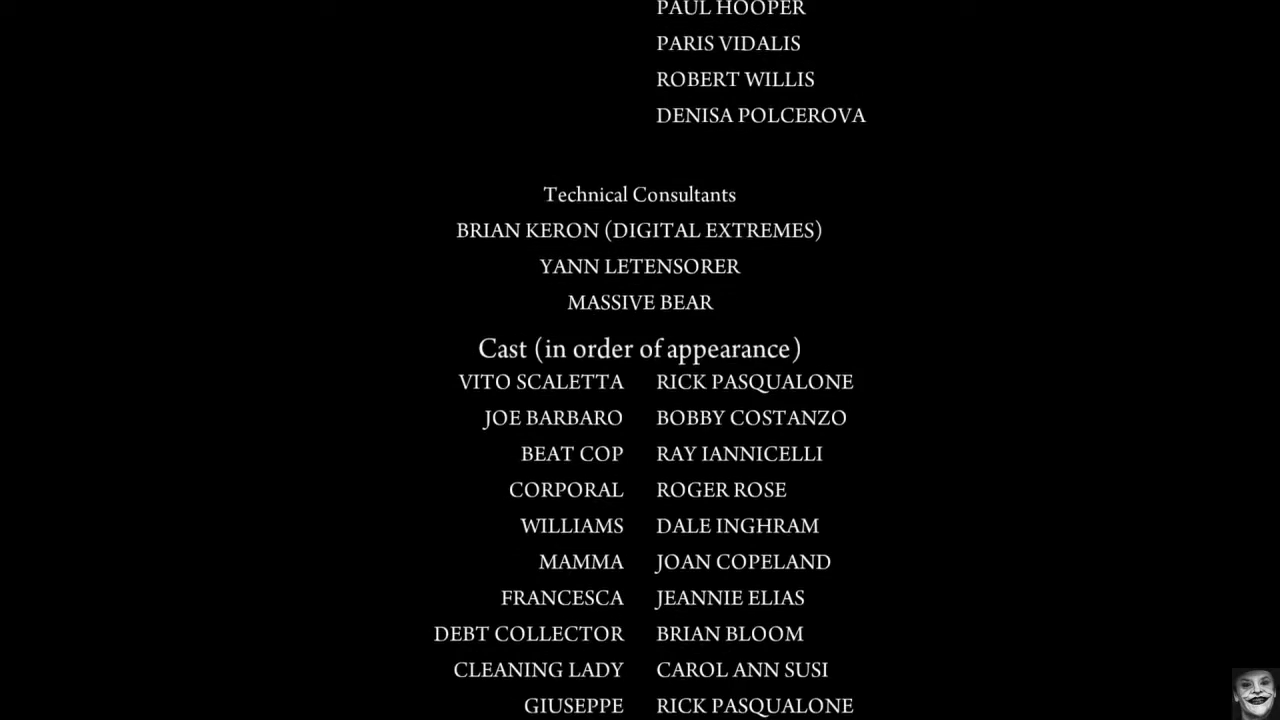 PAUL HOOPER
PARIS VIDALIS
ROBERT WILLIS
DENISA POLCEROVA
Technical Consultants
BRIAN KERON (DIGITAL EXTREMES)
YANN LETENSORER
MASSIVE BEAR
Cast (in order of appearance)
VITO SCALETTA RICK PASQUALONE
JOE BARBARO BOBBY COSTANZO
BEAT COP RAY IANNICELLI
CORPORAL ROGER ROSE
WILLIAMS DALE INGHRAM
MAMMA JOAN COPELAND
FRANCESCA JEANNIE ELIAS
DEBT COLLECTOR BRIAN BLOOM
CLEANING LADY CAROL ANN SUSI
GIUSEPPE RICK PASQUALONE